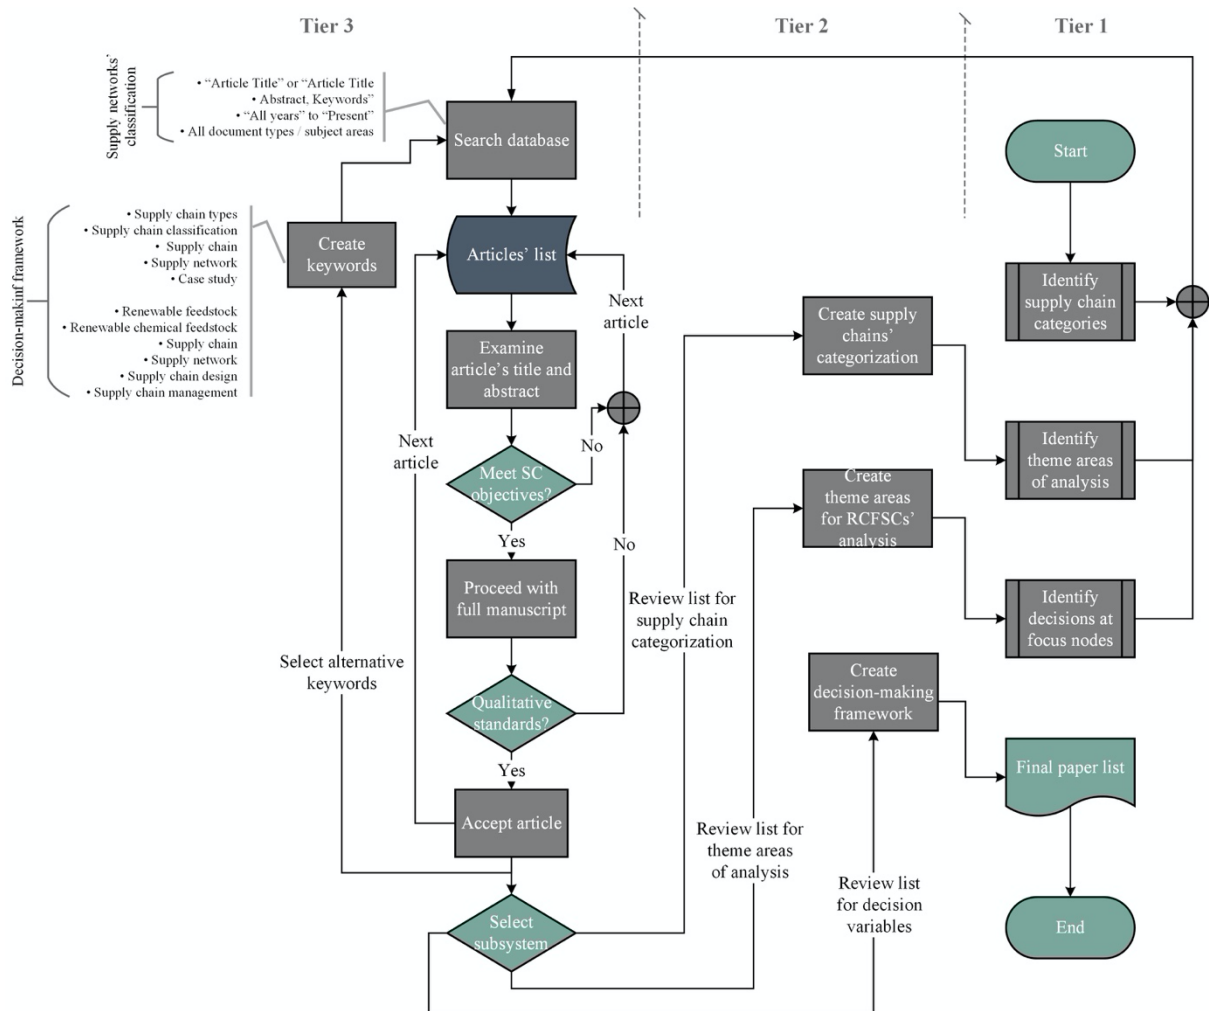 Tier 3
Tier 2
Tier 1
Supply networks'
classification
• “Article Title” or “Article Title
• Abstract, Keywords”
• “All years” to “Present”
• All document types / subject areas
Search database
Decision-makinf framework
• Supply chain types
• Supply chain classification
• Supply chain
• Supply network
• Case study
• Renewable feedstock
• Renewable chemical feedstock
• Supply chain
• Supply network
• Supply chain design
• Supply chain management
Create
keywords
Articles' list
Next
article
Examine
article's title and
abstract
Next
article
No
Meet SC
objectives?
Yes
No
Proceed with
full manuscript
Select alternative
keywords
Qualitative
standards?
Yes
Accept article
Select
subsystem
Review list for
supply chain
categorization
Review list for
theme areas
of analysis
Review list
for decision
variables
Create supply
chains'
categorization
Create
theme areas
for RCFSCs'
analysis
Create
decision-making
framework
Start
Identify
supply chain
categories
Identify
theme areas
of analysis
Identify
decisions at
focus nodes
Final paper list
End